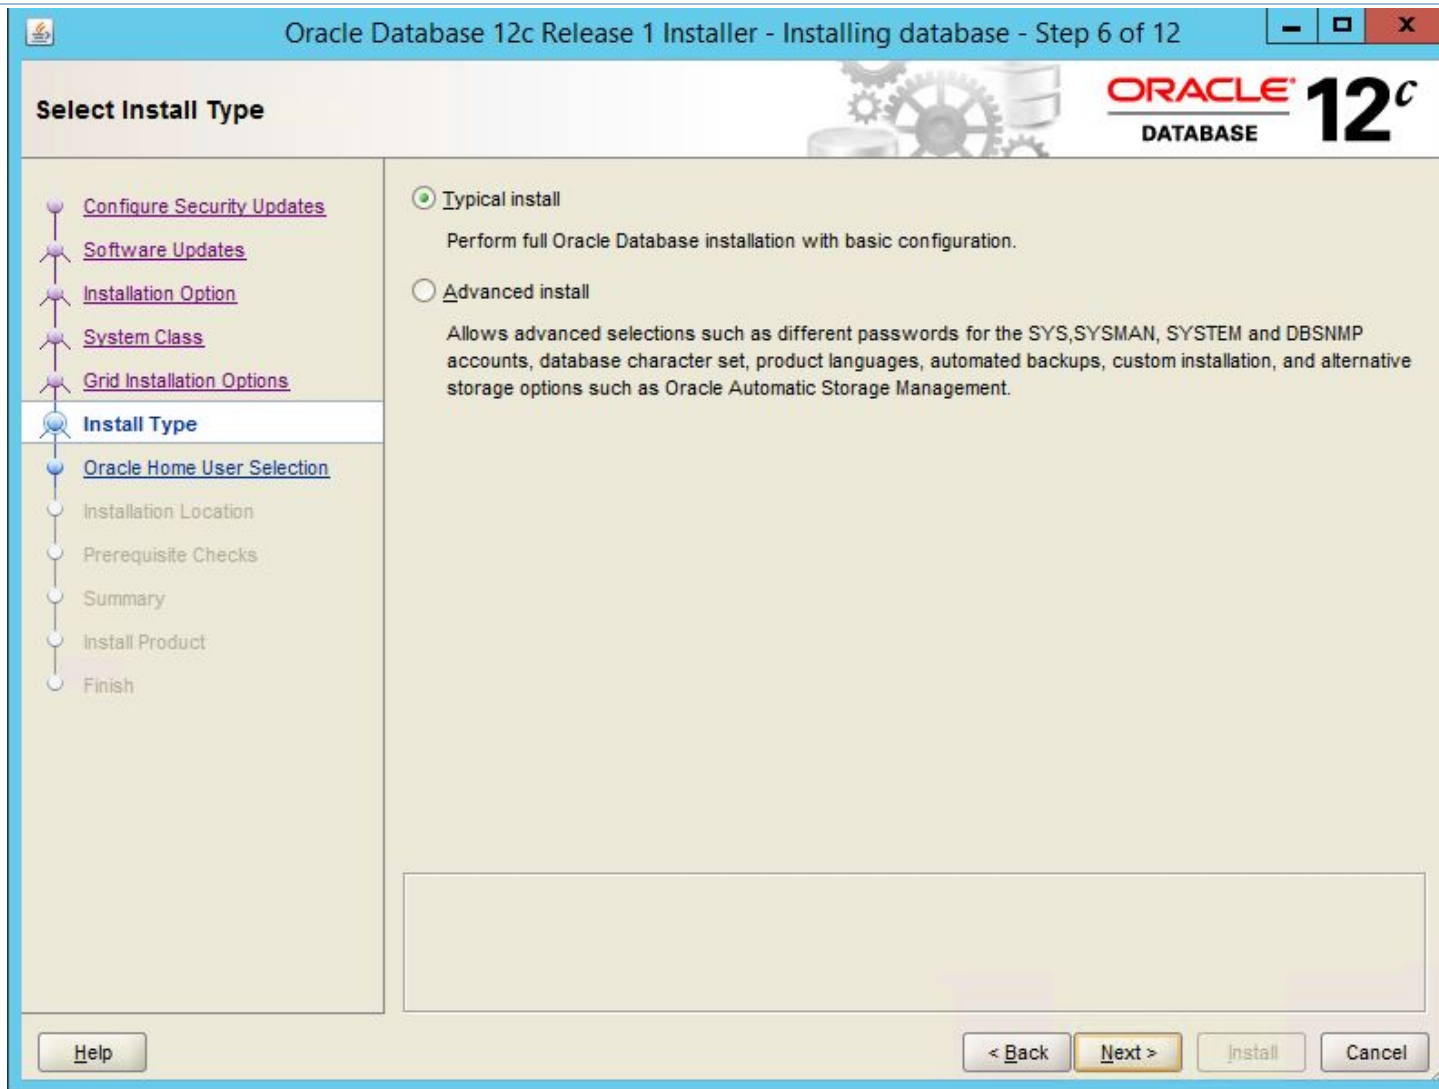 Oracle Database 12c Release 1 Installer - Installing database - Step 6 of 12
Select Install Type
ORACLE DATABASE 12c
Configure Security Updates
Software Updates
Installation Option
System Class
Grid Installation Options
Install Type
Oracle Home User Selection
Installation Location
Prerequisite Checks
Summary
Install Product
Finish
Typical install
Perform full Oracle Database installation with basic configuration.
Advanced install
Allows advanced selections such as different passwords for the SYS,SYSMAN, SYSTEM and DBSNMP
accounts, database character set, product languages, automated backups, custom installation, and alternative
storage options such as Oracle Automatic Storage Management.
Help
< Back
Next >
Install
Cancel